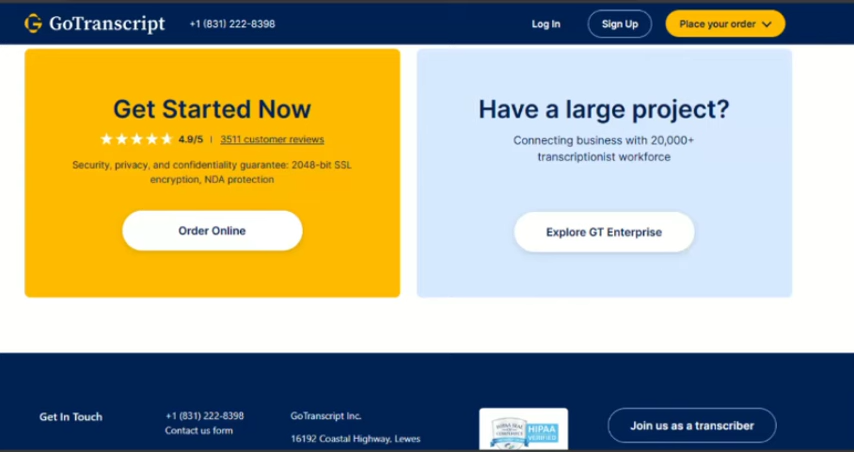 GoTranscript
+1 (831) 222-8398
Log In
Sign Up
Place your order
Get Started Now
4.9/5 | 3511 customer reviews
Security, privacy, and confidentiality guarantee: 2048-bit SSL
encryption, NDA protection
Order Online
Have a large project?
Connecting business with 20,000+
transcriptionist workforce
Explore GT Enterprise
Get In Touch
+1 (831) 222-8398
Contact us form
GoTranscript Inc.
16192 Coastal Highway, Lewes
HIPAA
VERIFIED
Join us as a transcriber